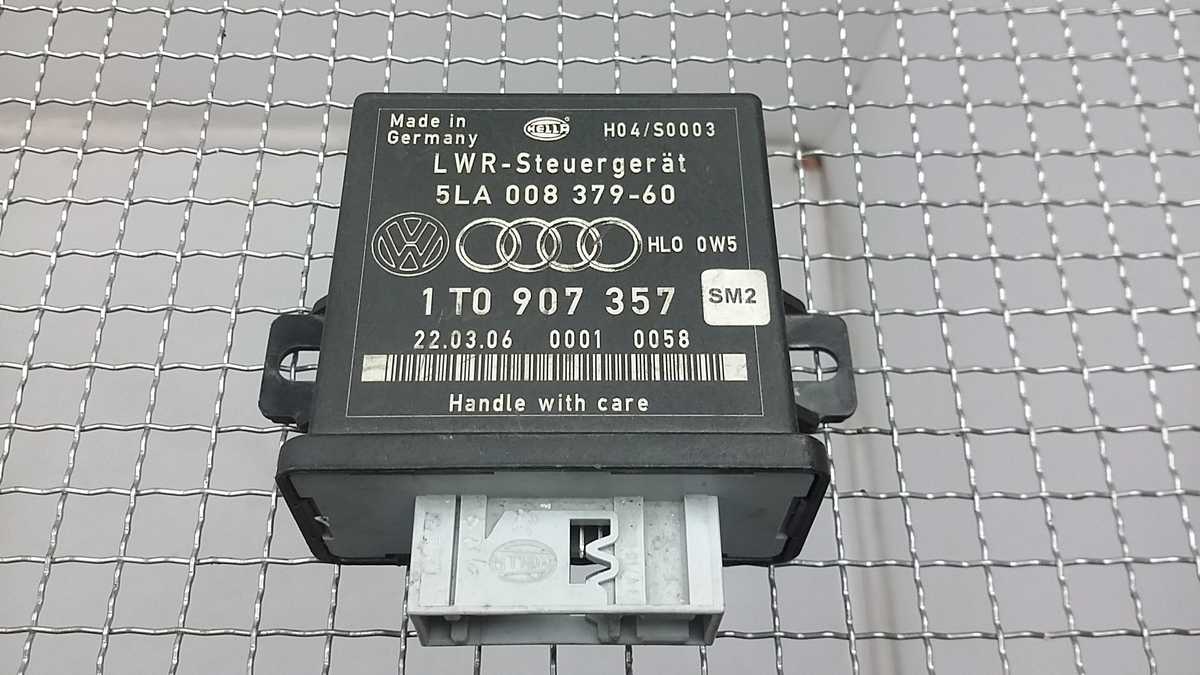 Made in
Germany
HELLA
H04/S0003
LWR-Steuergerät
5LA 008 379-60
HL0 0W5
1T0 907 357
SM2
22.03.06 0001 0058
Handle with care